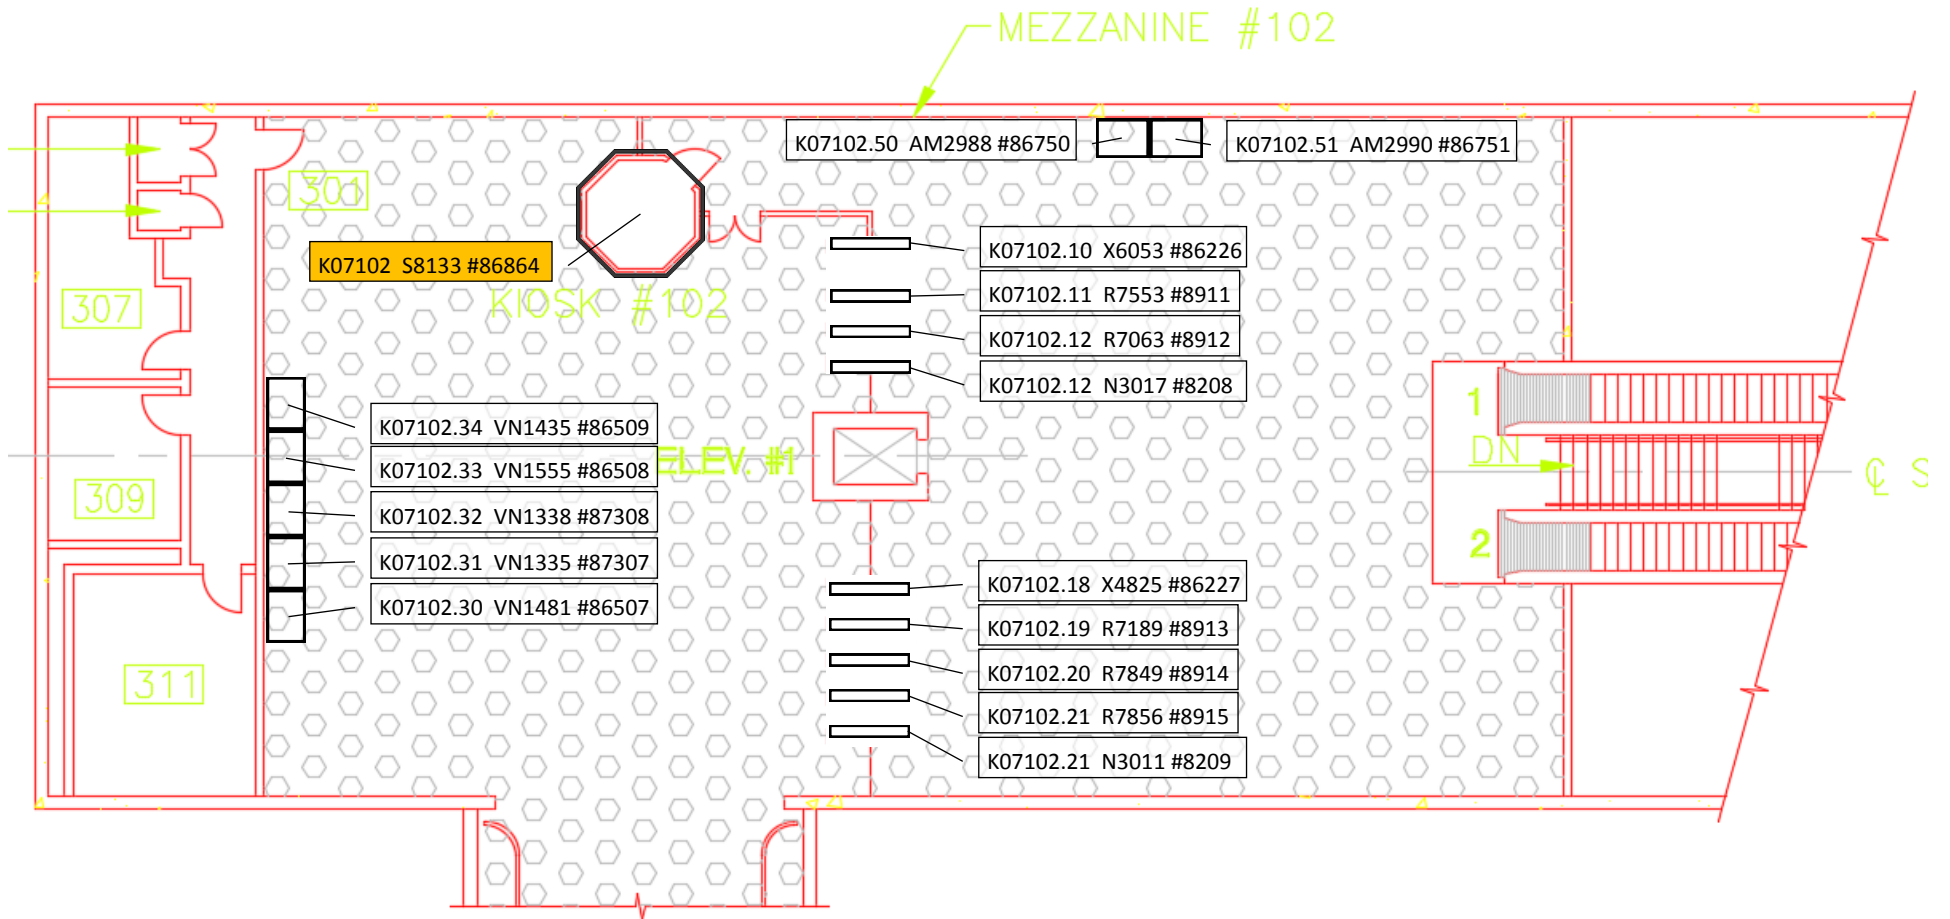 MEZZANINE #102
K07102.50 AM2988 #86750
K07102.51 AM2990 #86751
301
K07102 S8133 #86864
KIOSK #102
307
K07102.10 X6053 #86226
K07102.11 R7553 #8911
K07102.12 R7063 #8912
K07102.12 N3017 #8208
K07102.34 VN1435 #86509
K07102.33 VN1555 #86508
K07102.32 VN1338 #87308
K07102.31 VN1335 #87307
K07102.30 VN1481 #86507
ELEV. #1
309
311
1
DN
2
℄ S
K07102.18 X4825 #86227
K07102.19 R7189 #8913
K07102.20 R7849 #8914
K07102.21 R7856 #8915
K07102.21 N3011 #8209